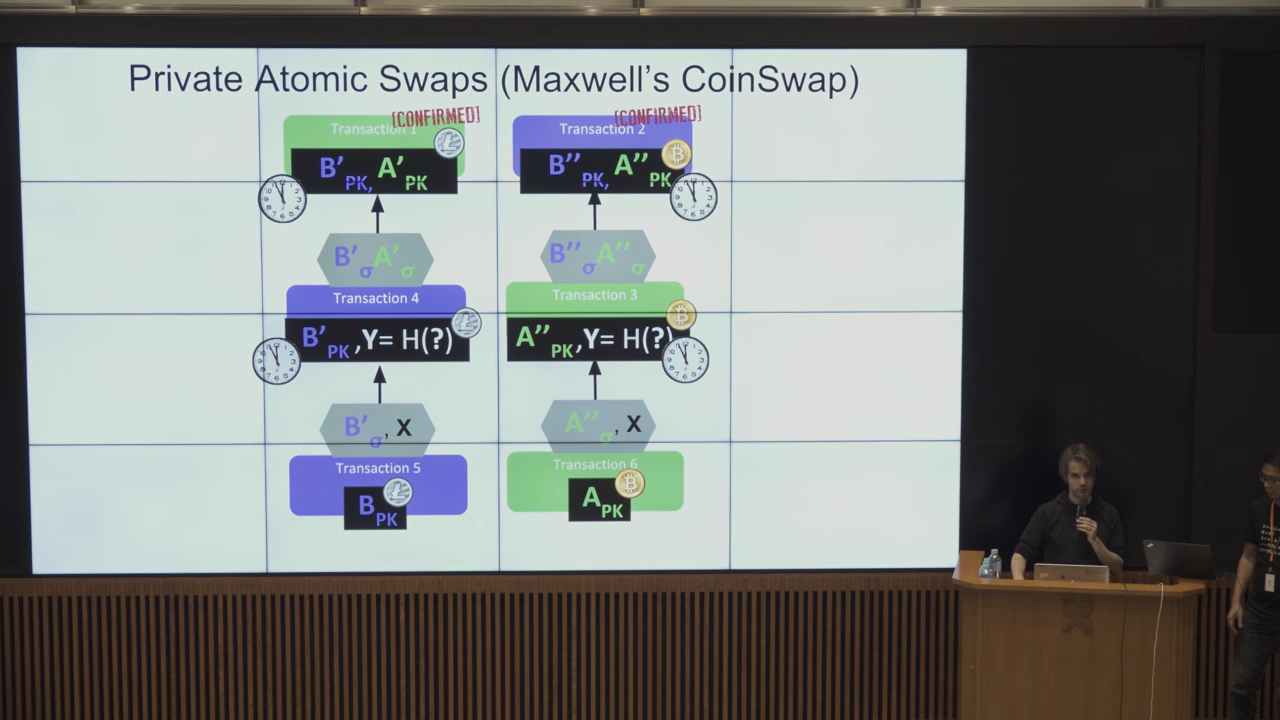 Private Atomic Swaps (Maxwell’s CoinSwap)
[CONFIRMED]
Transaction 1
B’PK, A’PK
[CONFIRMED]
Transaction 2
B’’PK, A’’PK
B’σ A’σ
B’’σ A’’σ
Transaction 4
B’PK ,Y= H(?)
Transaction 3
A’’PK ,Y= H(?)
B’σ, X
A’’σ, X
Transaction 5
BPK
Transaction 6
APK